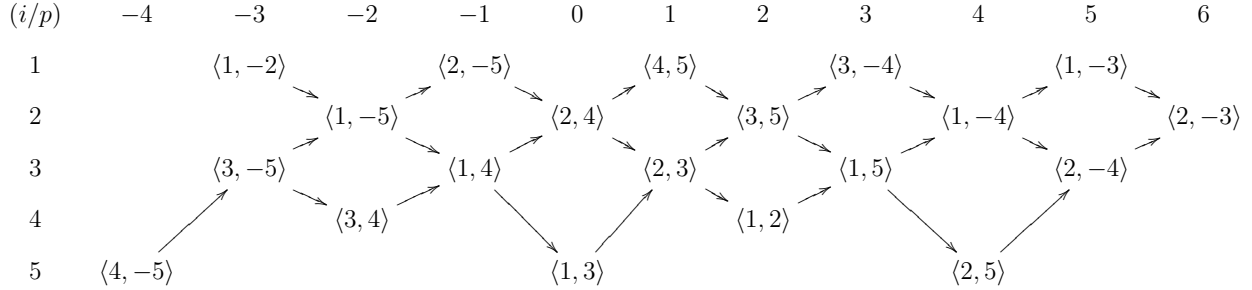 (i/p) −4 −3 −2 −1 0 1 2 3 4 5 6
1 ⟨1, −2⟩ ⟨2, −5⟩ ⟨4, 5⟩ ⟨3, −4⟩ ⟨1, −3⟩
2 ⟨1, −5⟩ ⟨2, 4⟩ ⟨3, 5⟩ ⟨1, −4⟩ ⟨2, −3⟩
3 ⟨3, −5⟩ ⟨1, 4⟩ ⟨2, 3⟩ ⟨1, 5⟩ ⟨2, −4⟩
4 ⟨3, 4⟩ ⟨1, 2⟩
5 ⟨4, −5⟩ ⟨1, 3⟩ ⟨2, 5⟩